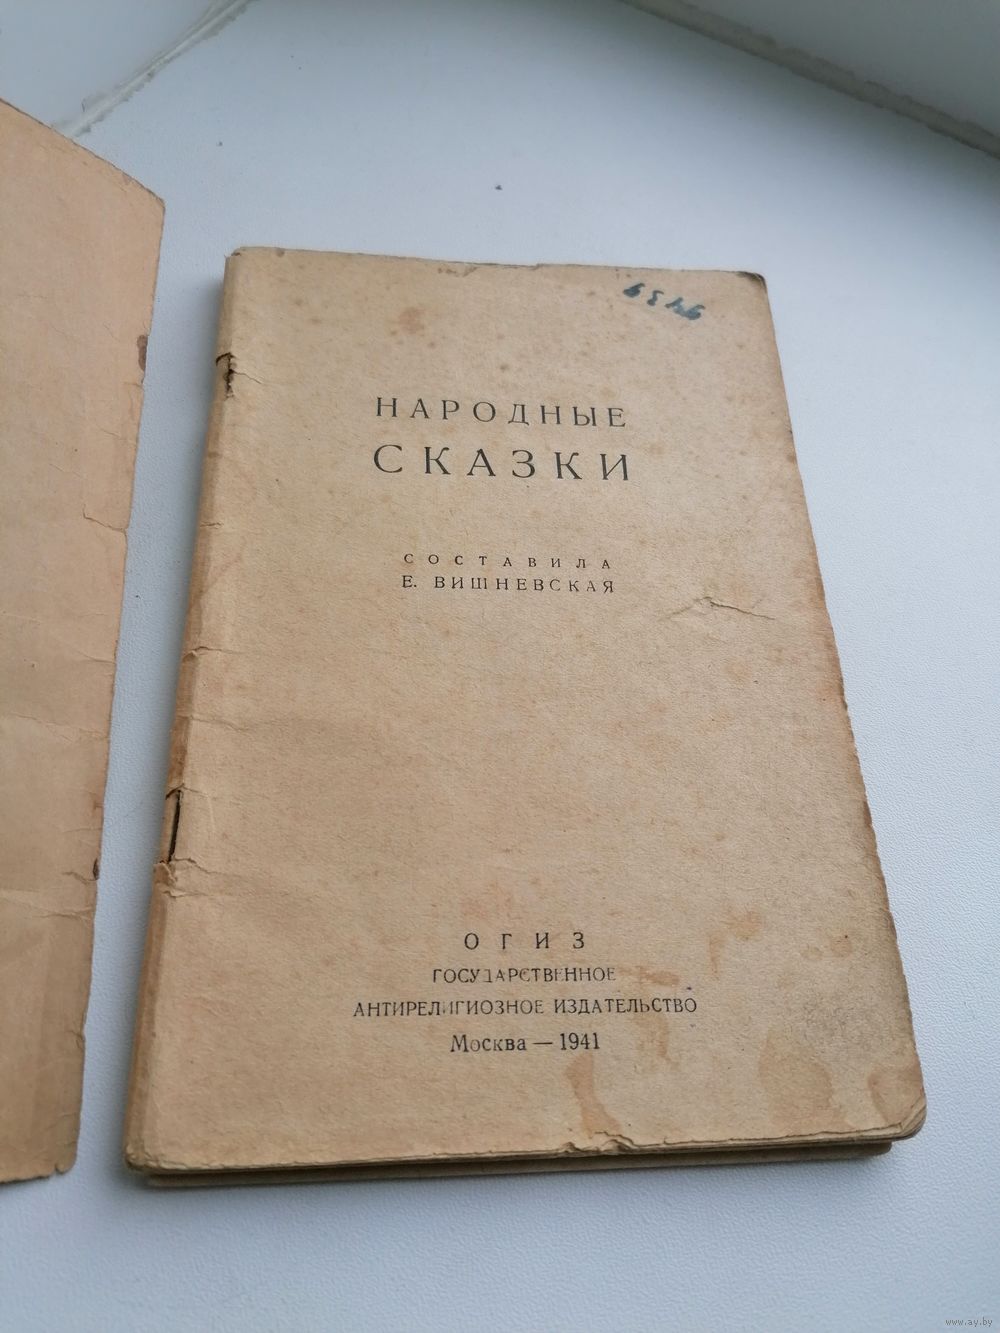 НАРОДНЫЕ
СКАЗКИ
СОСТАВИЛА
Е. ВИШНЕВСКАЯ
ОГИЗ
ГОСУДАРСТВЕННОЕ
АНТИРЕЛИГИОЗНОЕ ИЗДАТЕЛЬСТВО
Москва — 1941
www.ay.by